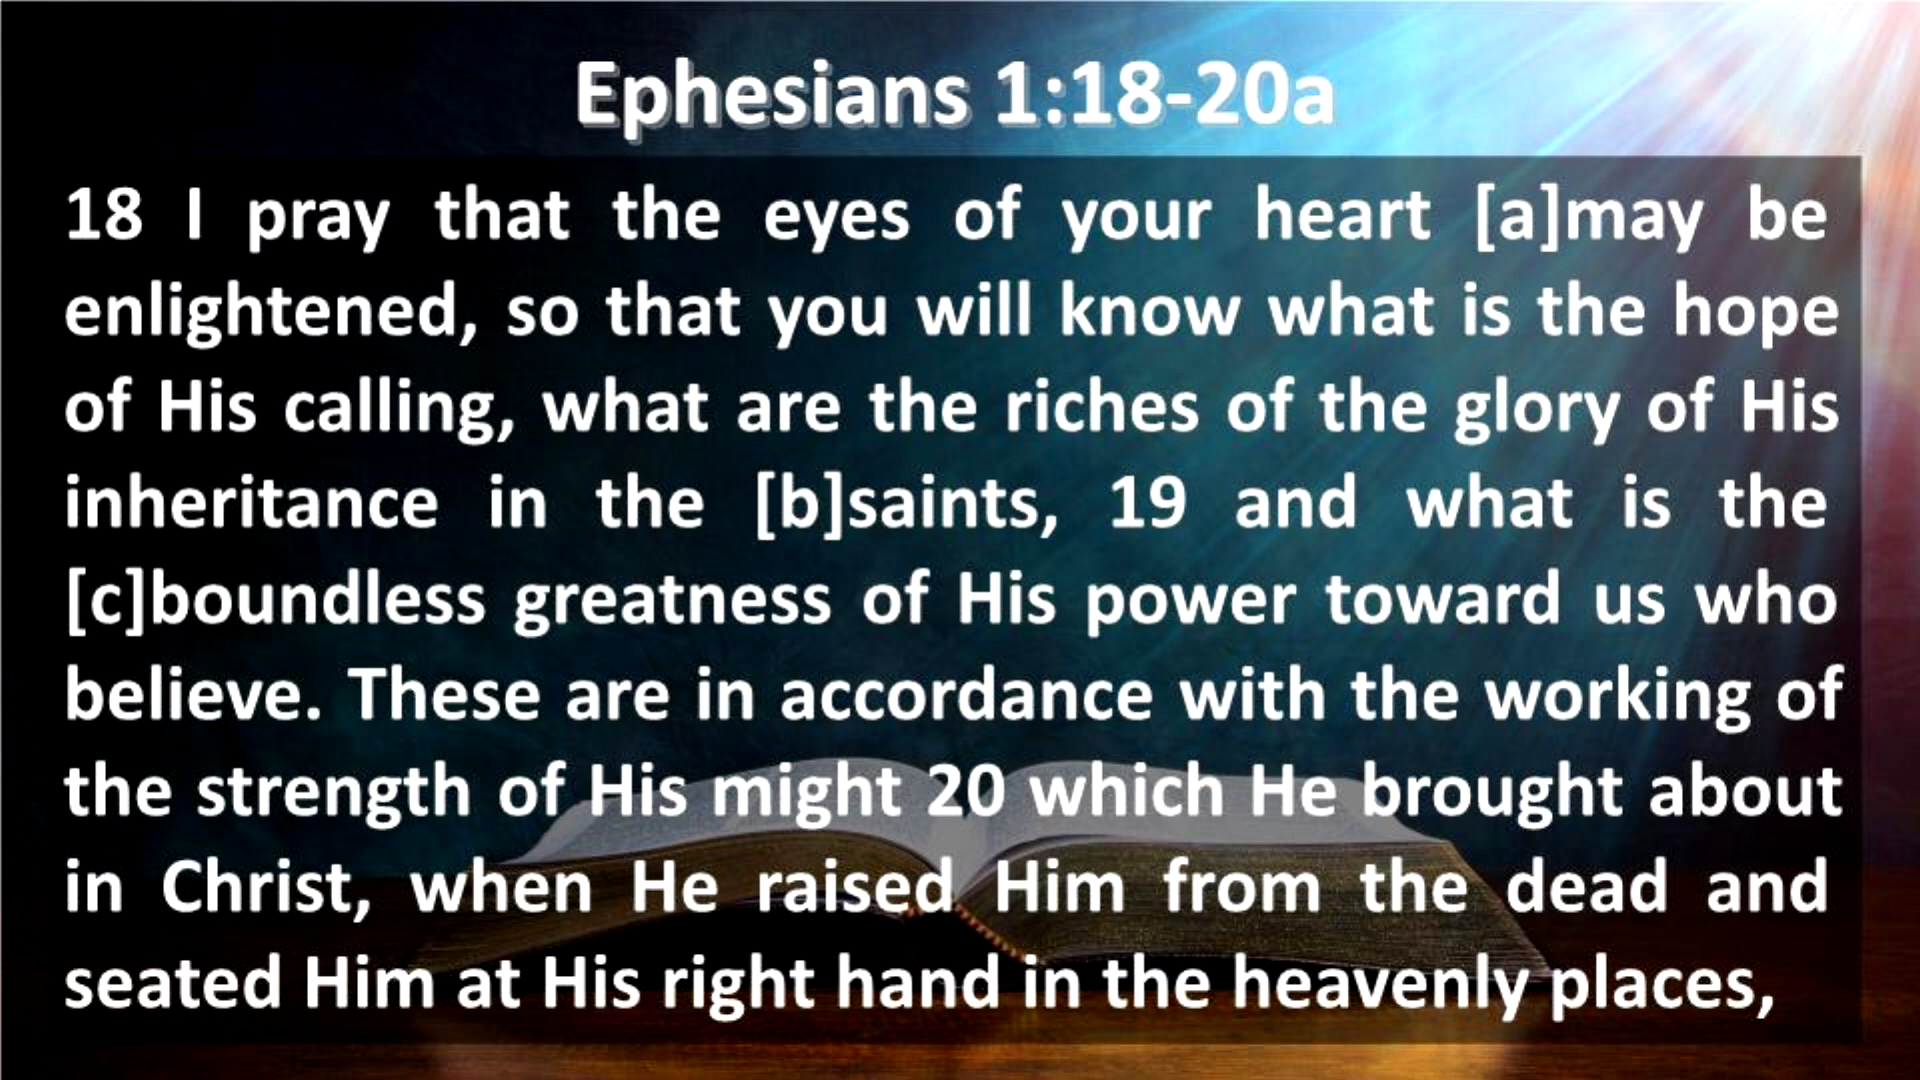 Ephesians 1:18-20a
18 I pray that the eyes of your heart [a]may be
enlightened, so that you will know what is the hope
of His calling, what are the riches of the glory of His
inheritance in the [b]saints, 19 and what is the
[c]boundless greatness of His power toward us who
believe. These are in accordance with the working of
the strength of His might 20 which He brought about
in Christ, when He raised Him from the dead and
seated Him at His right hand in the heavenly places,